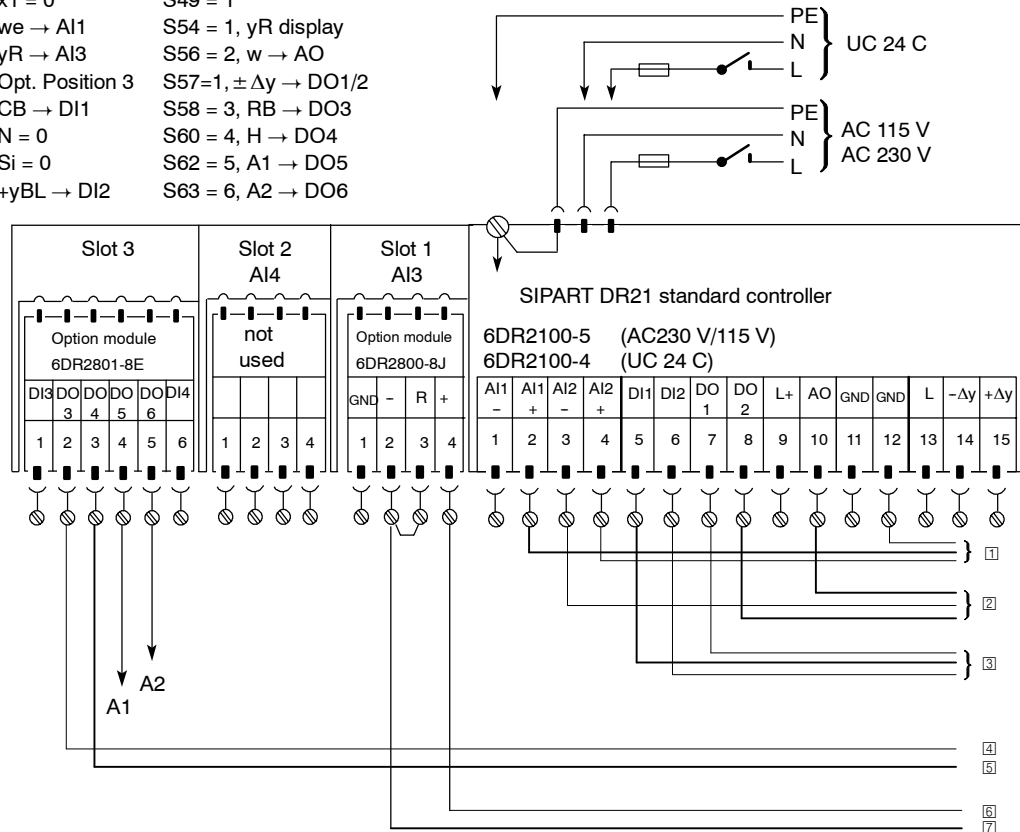 x1 = 0 S49 = 1
we → AI1 S54 = 1, yR display
yR → AI3 S56 = 2, w → AO
Opt. Position 3 S57=1, ± Δy → DO1/2
CB → DI1 S58 = 3, RB → DO3
N = 0 S60 = 4, H → DO4
Si = 0 S62 = 5, A1 → DO5
+yBL → DI2 S63 = 6, A2 → DO6
PE
N
L
UC 24 C
PE
N
L
AC 115 V
AC 230 V
Slot 3
Slot 2
AI4
Slot 1
AI3
SIPART DR21 standard controller
6DR2100-5 (AC230 V/115 V)
6DR2100-4 (UC 24 C)
Option module
6DR2801-8E
not
used
Option module
6DR2800-8J
DI3 DO 3 DO 4 DO 5 DO 6 DI4
1 2 3 4 5 6
1 2 3 4
GND - R +
1 2 3 4
AI1 - AI1 + AI2 - AI2 + DI1 DI2 DO 1 DO 2 L+ AO GND GND L -Δy +Δy
1 2 3 4 5 6 7 8 9 10 11 12 13 14 15
1
2
3
A2
A1
4
5
6
7